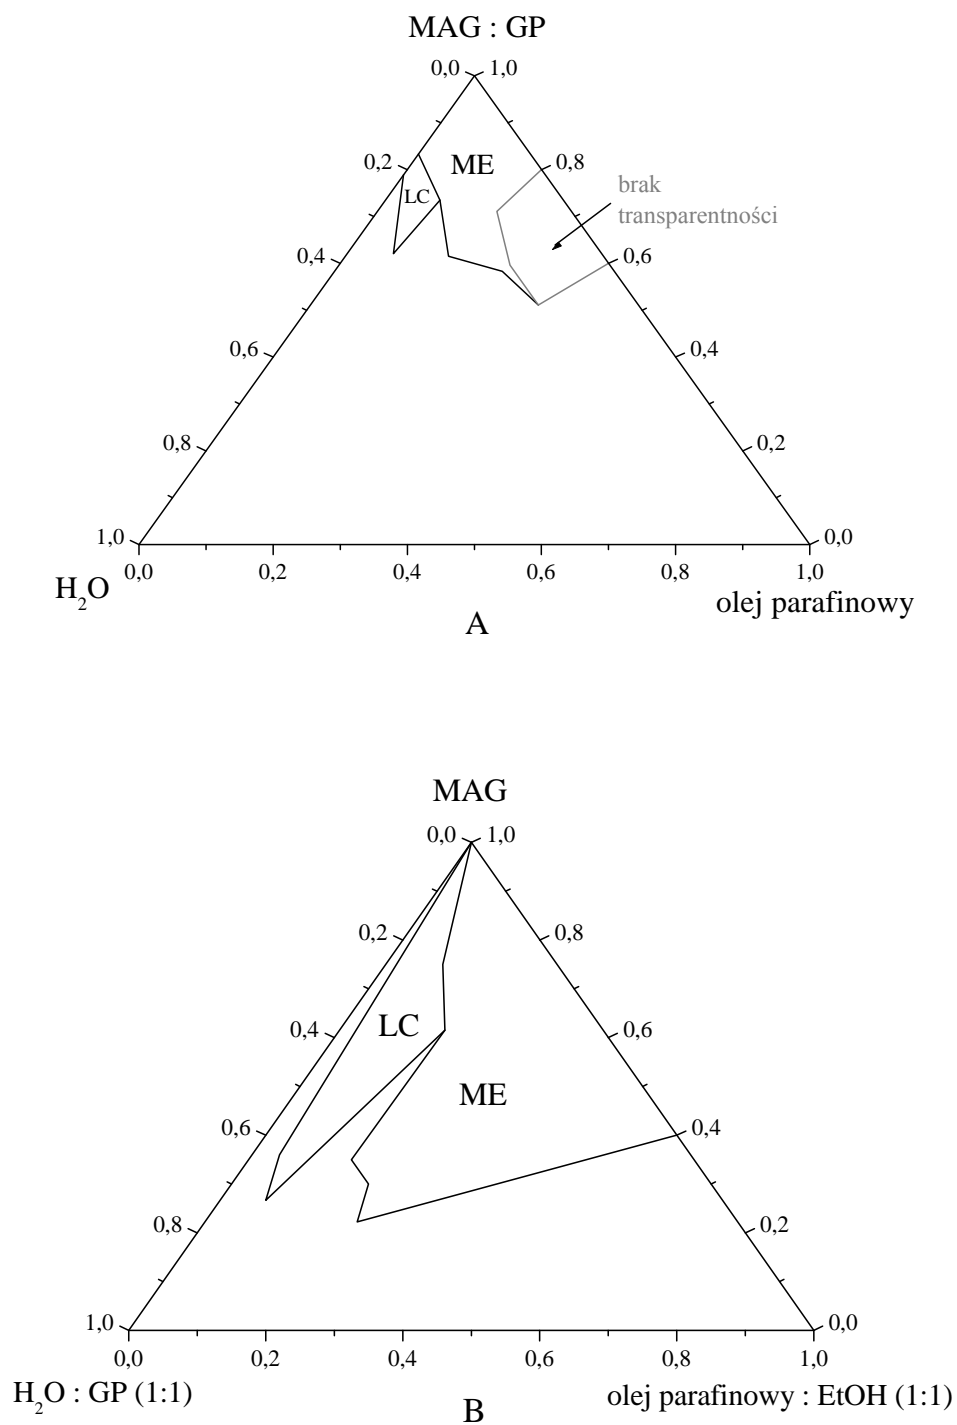 MAG : GP
0,0 1,0
0,2 ME 0,8
LC
brak
transparentności
0,4 0,6
0,6 0,4
0,8 0,2
1,0 0,0
0,0 0,2 0,4 0,6 0,8 1,0
H₂O olej parafinowy
A
MAG
0,0 1,0
0,2 0,8
0,4 LC 0,6
ME
0,6 0,4
0,8 0,2
1,0 0,0
0,0 0,2 0,4 0,6 0,8 1,0
H₂O : GP (1:1) olej parafinowy : EtOH (1:1)
B